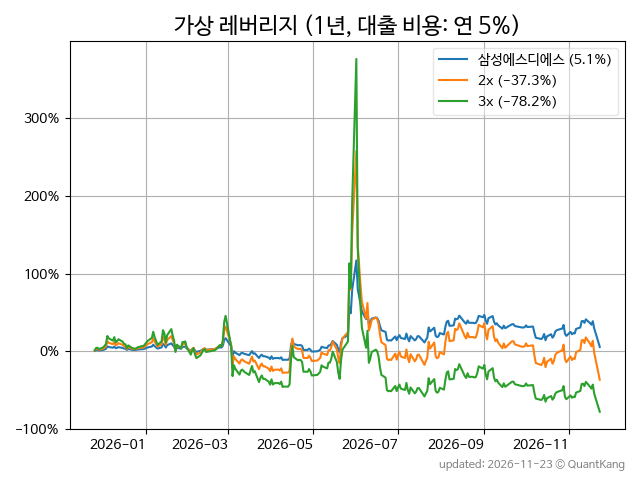 가상 레버리지 (1년, 대출 비용: 연 5%)
삼성에스디에스 (5.1%)
2x (-37.3%)
3x (-78.2%)
300%
200%
100%
0%
-100%
2026-01 2026-03 2026-05 2026-07 2026-09 2026-11
updated: 2026-11-23 © QuantKang